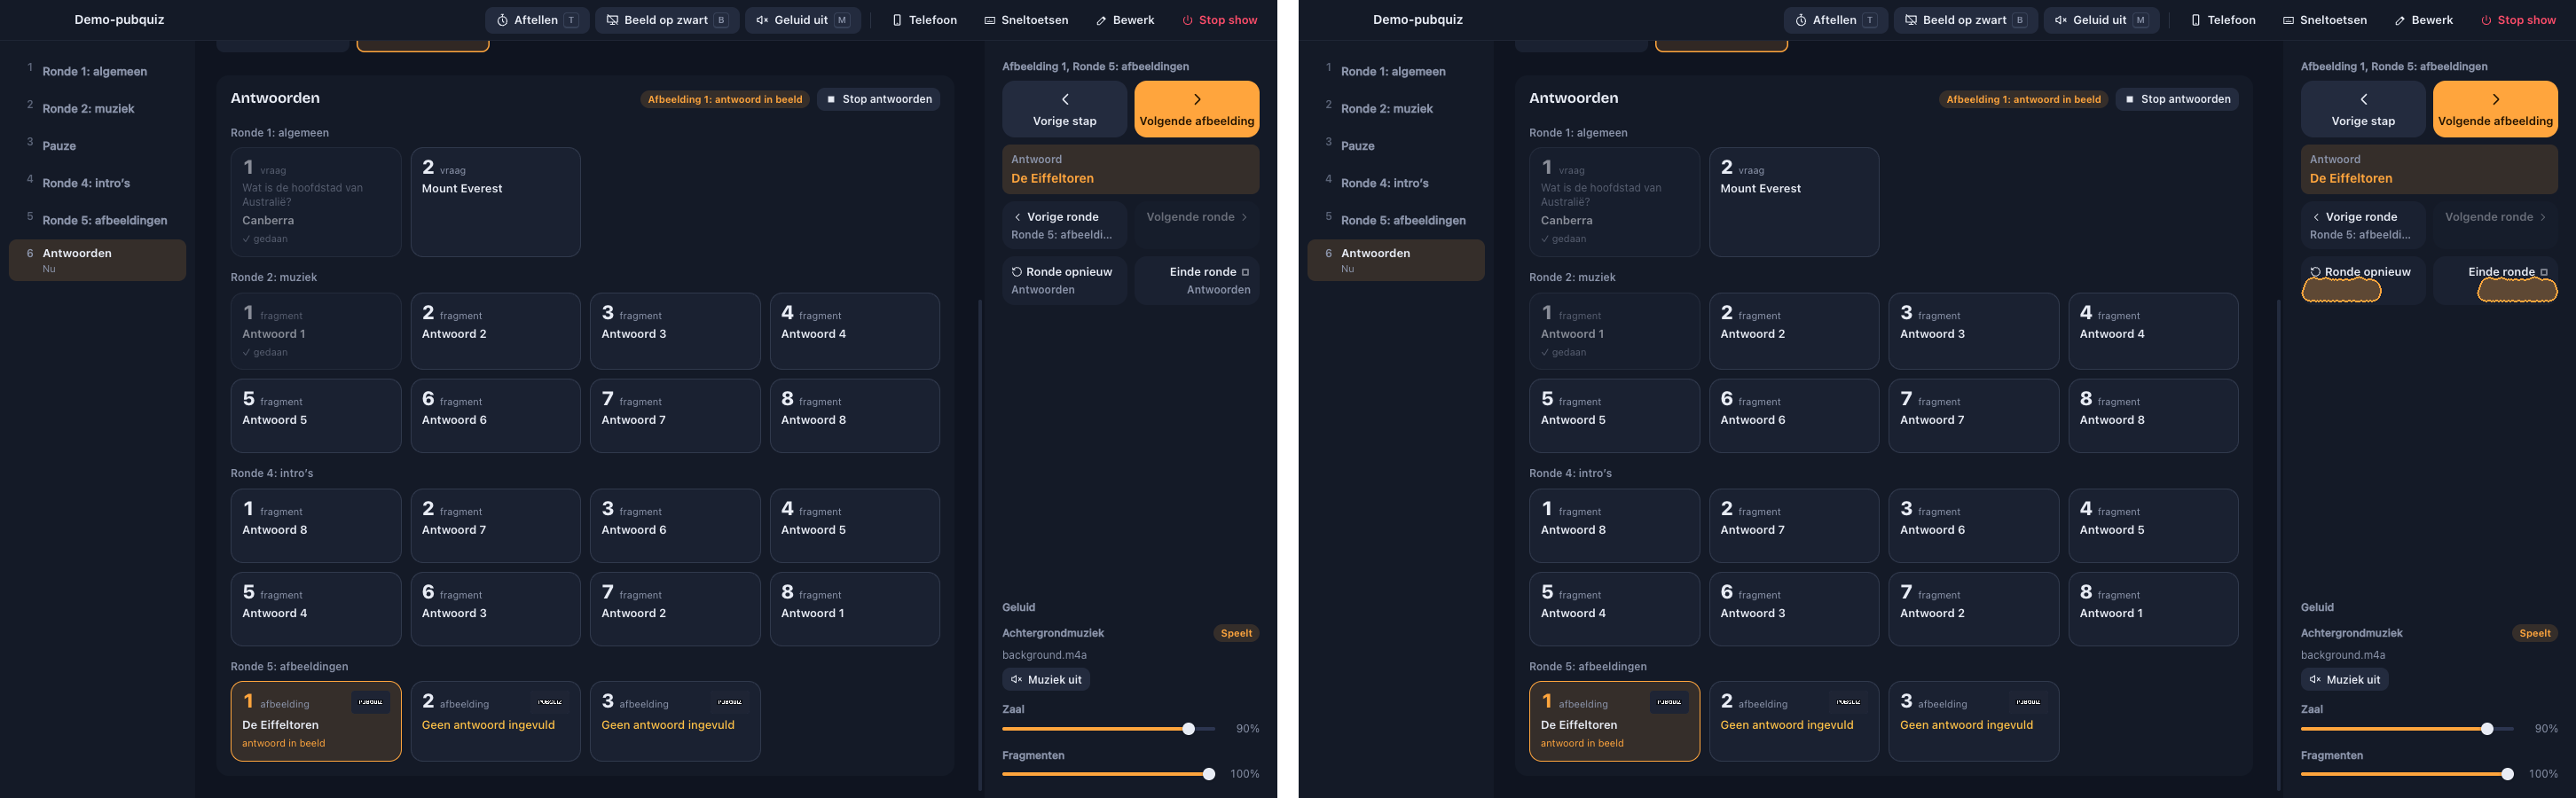 Demo-pubquiz
Aftellen T
Beeld op zwart B
Geluid uit M
Telefoon
Sneltoetsen
Bewerk
Stop show
1 Ronde 1: algemeen
2 Ronde 2: muziek
3 Pauze
4 Ronde 4: intro's
5 Ronde 5: afbeeldingen
6 Antwoorden
Nu
Antwoorden
Afbeelding 1: antwoord in beeld
Stop antwoorden
Ronde 1: algemeen
1 vraag
Wat is de hoofdstad van
Australië?
Canberra
✓ gedaan
2 vraag
Mount Everest
Ronde 2: muziek
1 fragment
Antwoord 1
✓ gedaan
2 fragment
Antwoord 2
3 fragment
Antwoord 3
4 fragment
Antwoord 4
5 fragment
Antwoord 5
6 fragment
Antwoord 6
7 fragment
Antwoord 7
8 fragment
Antwoord 8
Ronde 4: intro's
1 fragment
Antwoord 8
2 fragment
Antwoord 7
3 fragment
Antwoord 6
4 fragment
Antwoord 5
5 fragment
Antwoord 4
6 fragment
Antwoord 3
7 fragment
Antwoord 2
8 fragment
Antwoord 1
Ronde 5: afbeeldingen
1 afbeelding
PUBQUIZ
De Eiffeltoren
antwoord in beeld
2 afbeelding
PUBQUIZ
Geen antwoord ingevuld
3 afbeelding
PUBQUIZ
Geen antwoord ingevuld
Afbeelding 1, Ronde 5: afbeeldingen
Vorige stap
Volgende afbeelding
Antwoord
De Eiffeltoren
Vorige ronde
Ronde 5: afbeeldi...
Volgende ronde
Ronde opnieuw
Antwoorden
Einde ronde
Antwoorden
Geluid
Achtergrondmuziek
Speelt
background.m4a
Muziek uit
Zaal
90%
Fragmenten
100%
Demo-pubquiz
Aftellen T
Beeld op zwart B
Geluid uit M
Telefoon
Sneltoetsen
Bewerk
Stop show
1 Ronde 1: algemeen
2 Ronde 2: muziek
3 Pauze
4 Ronde 4: intro's
5 Ronde 5: afbeeldingen
6 Antwoorden
Nu
Antwoorden
Afbeelding 1: antwoord in beeld
Stop antwoorden
Ronde 1: algemeen
1 vraag
Wat is de hoofdstad van
Australië?
Canberra
✓ gedaan
2 vraag
Mount Everest
Ronde 2: muziek
1 fragment
Antwoord 1
✓ gedaan
2 fragment
Antwoord 2
3 fragment
Antwoord 3
4 fragment
Antwoord 4
5 fragment
Antwoord 5
6 fragment
Antwoord 6
7 fragment
Antwoord 7
8 fragment
Antwoord 8
Ronde 4: intro's
1 fragment
Antwoord 8
2 fragment
Antwoord 7
3 fragment
Antwoord 6
4 fragment
Antwoord 5
5 fragment
Antwoord 4
6 fragment
Antwoord 3
7 fragment
Antwoord 2
8 fragment
Antwoord 1
Ronde 5: afbeeldingen
1 afbeelding
PUBQUIZ
De Eiffeltoren
antwoord in beeld
2 afbeelding
PUBQUIZ
Geen antwoord ingevuld
3 afbeelding
PUBQUIZ
Geen antwoord ingevuld
Afbeelding 1, Ronde 5: afbeeldingen
Vorige stap
Volgende afbeelding
Antwoord
De Eiffeltoren
Vorige ronde
Ronde 5: afbeeldi...
Volgende ronde
Ronde opnieuw
Einde ronde
Geluid
Achtergrondmuziek
Speelt
background.m4a
Muziek uit
Zaal
90%
Fragmenten
100%